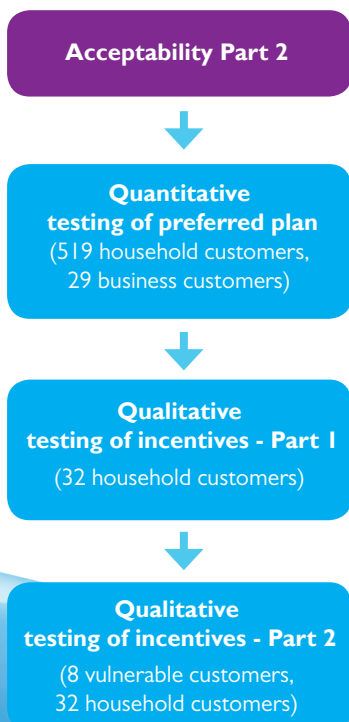 Acceptability Part 2
Quantitative
testing of preferred plan
(519 household customers,
29 business customers)
Qualitative
testing of incentives - Part 1
(32 household customers)
Qualitative
testing of incentives - Part 2
(8 vulnerable customers,
32 household customers)